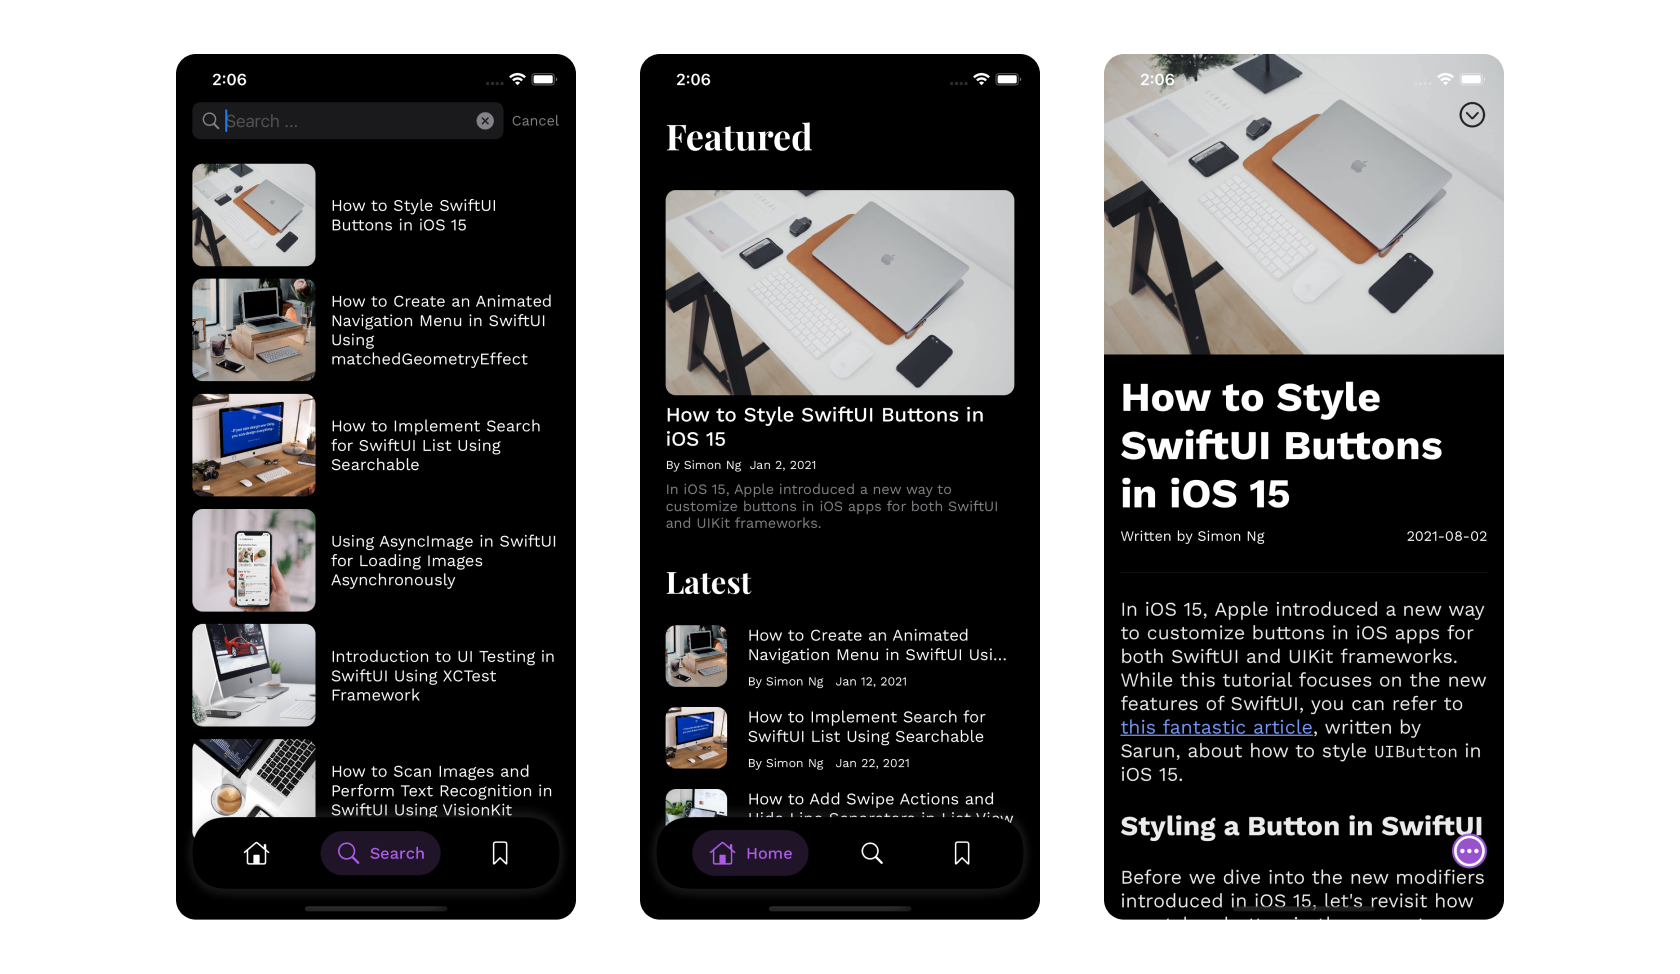 2:06
Search ...
Cancel
How to Style SwiftUI
Buttons in iOS 15
How to Create an Animated
Navigation Menu in SwiftUI
Using
matchedGeometryEffect
How to Implement Search
for SwiftUI List Using
Searchable
Using AsyncImage in SwiftUI
for Loading Images
Asynchronously
Introduction to UI Testing in
SwiftUI Using XCTest
Framework
How to Scan Images and
Perform Text Recognition in
SwiftUI Using VisionKit
Search
2:06
Featured
How to Style SwiftUI Buttons in
iOS 15
By Simon Ng Jan 2, 2021
In iOS 15, Apple introduced a new way to
customize buttons in iOS apps for both SwiftUI
and UIKit frameworks.
Latest
How to Create an Animated
Navigation Menu in SwiftUI Usi...
By Simon Ng Jan 12, 2021
How to Implement Search for
SwiftUI List Using Searchable
By Simon Ng Jan 22, 2021
How to Add Swipe Actions and
Hide Line Separators in List View
Home
2:06
How to Style
SwiftUI Buttons
in iOS 15
Written by Simon Ng 2021-08-02
In iOS 15, Apple introduced a new way
to customize buttons in iOS apps for
both SwiftUI and UIKit frameworks.
While this tutorial focuses on the new
features of SwiftUI, you can refer to
this fantastic article, written by
Sarun, about how to style UIButton in
iOS 15.
Styling a Button in SwiftUI
Before we dive into the new modifiers
introduced in iOS 15, let's revisit how